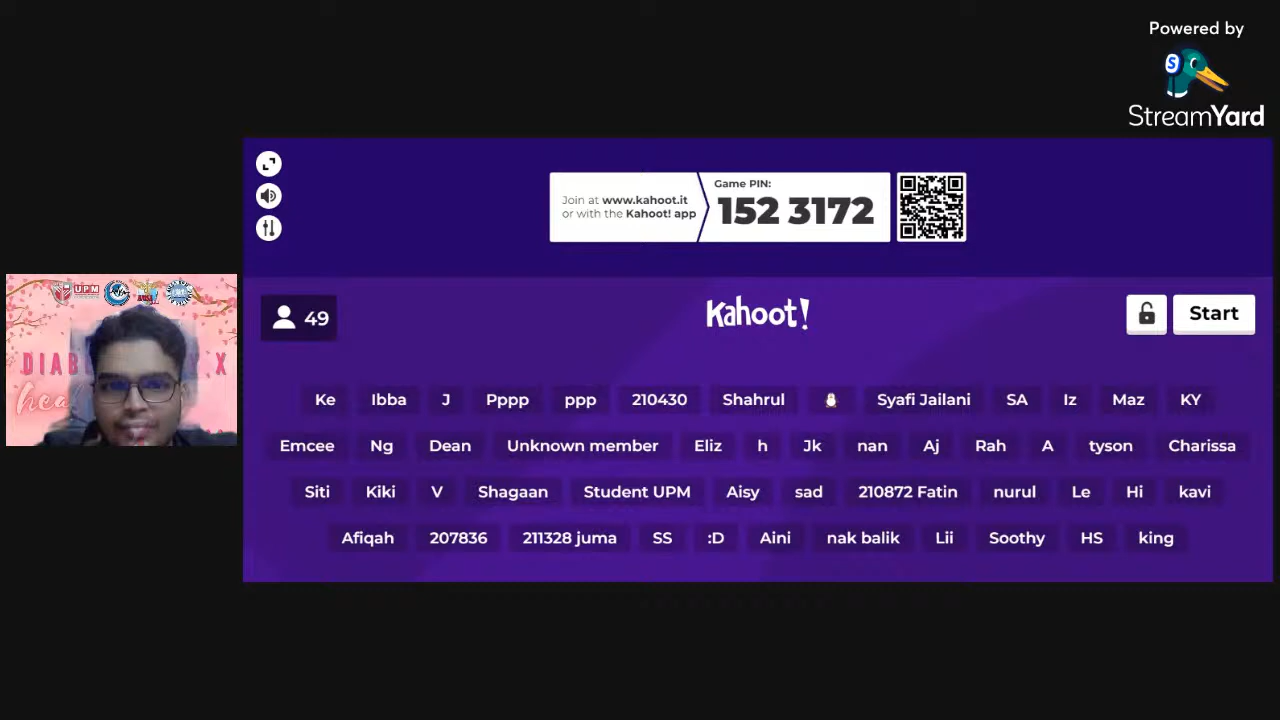 Powered by
S
StreamYard
Join at www.kahoot.it
or with the Kahoot! app
Game PIN:
152 3172
UPM
49
Kahoot!
Start
DIAB X
hea
Ke Ibba J Pppp ppp 210430 Shahrul Syafi Jailani SA Iz Maz KY
Emcee Ng Dean Unknown member Eliz h Jk nan Aj Rah A tyson Charissa
Siti Kiki V Shagaan Student UPM Aisy sad 210872 Fatin nurul Le Hi kavi
Afiqah 207836 211328 juma SS :D Aini nak balik Lii Soothy HS king